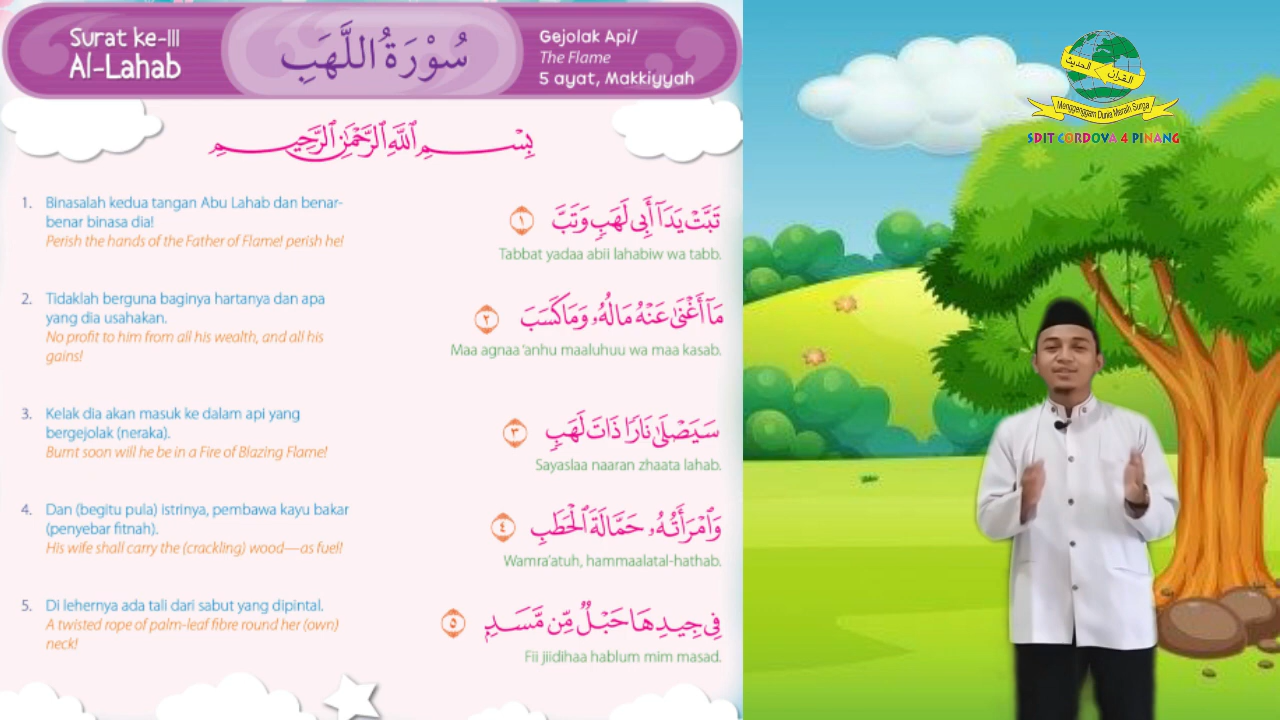 Surat ke-111
Al-Lahab
سُوْرَةُ اللَّهَبِ
Gejolak Api/
The Flame
5 ayat, Makkiyyah
بِسْمِ اللَّهِ الرَّحْمَٰنِ الرَّحِيمِ
1. Binasalah kedua tangan Abu Lahab dan benar-
benar binasa dia!
Perish the hands of the Father of Flame! perish he!
تَبَّتْ يَدَآ أَبِى لَهَبٍ وَتَبَّ ١
Tabbat yadaa abii lahabiw wa tabb.
2. Tidaklah berguna baginya hartanya dan apa
yang dia usahakan.
No profit to him from all his wealth, and all his
gains!
مَآ أَغْنَىٰ عَنْهُ مَالُهُۥ وَمَا كَسَبَ ٢
Maa agnaa 'anhu maaluhuu wa maa kasab.
3. Kelak dia akan masuk ke dalam api yang
bergejolak (neraka).
Burnt soon will he be in a Fire of Blazing Flame!
سَيَصْلَىٰ نَارًا ذَاتَ لَهَبٍ ٣
Sayaslaa naaran zhaata lahab.
4. Dan (begitu pula) istrinya, pembawa kayu bakar
(penyebar fitnah).
His wife shall carry the (crackling) wood—as fuel!
وَٱمْرَأَتُهُۥ حَمَّالَةَ ٱلْحَطَبِ ٤
Wamra'atuh, hammaalatal-hathab.
5. Di lehernya ada tali dari sabut yang dipintal.
A twisted rope of palm-leaf fibre round her (own)
neck!
فِى جِيدِهَا حَبْلٌ مِّن مَّسَدٍ ٥
Fii jiidihaa hablum mim masad.
القرآن الحديث
Menggenggam Dunia Meraih Surga
SDIT CORDOVA 4 PINANG